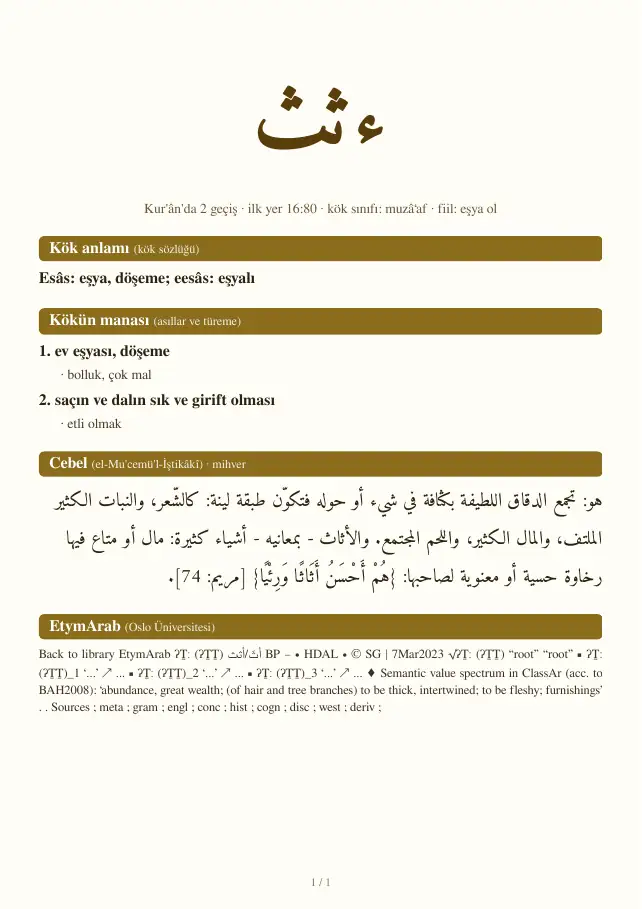 ء ثث
Kur'ân'da 2 geçiş · ilk yer 16:80 · kök sınıfı: muzâ'af · fiil: eşya ol
Kök anlamı (kök sözlüğü)
Esâs: eşya, döşeme; eesâs: eşyalı
Kökün manası (asıllar ve türeme)
1. ev eşyası, döşeme
· bolluk, çok mal
2. saçın ve dalın sık ve girift olması
· etli olmak
Cebel (el-Mu'cemü'l-İştikâkî) · mihver
هو: تجمع الدقاق اللطيفة بكثافة في شيء أو حوله فتكوّن طبقة لينة: كالشّعر، والنبات الكثير
الملتف، والمال الكثير، واللحم المجتمع. والأثاث - بمعانيه - أشياء كثيرة: مال أو متاع فيها
رخاوة حسية أو معنوية لصاحبها: {هُمْ أَحْسَنُ أَثَاثًا وَرِئْيًا} [مريم: 74].
EtymArab (Oslo Üniversitesi)
Back to library EtymArab ʔṮ: (ʔṮṮ) أثّ/أثث BP – • HDAL • © SG | 7Mar2023 √ʔṮ: (ʔṮṮ) “root” “root” ▪ ʔṮ:
(ʔṮṮ)_1 ‘...’ ↗ ... ▪ ʔṮ: (ʔṮṮ)_2 ‘...’ ↗ ... ▪ ʔṮ: (ʔṮṮ)_3 ‘...’ ↗ ... ♦ Semantic value spectrum in ClassAr (acc. to
BAH2008): ‘abundance, great wealth; (of hair and tree branches) to be thick, intertwined; to be fleshy; furnishings’
. . Sources ; meta ; gram ; engl ; conc ; hist ; cogn ; disc ; west ; deriv ;
1 / 1